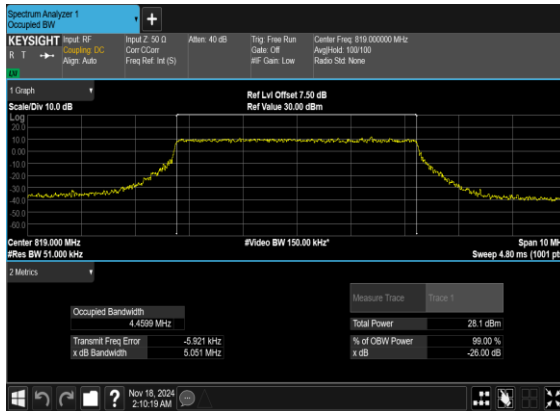 Spectrum Analyzer 1
Occupied BW
+
KEYSIGHT Input: RF Input Z: 50 Ω Atten: 40 dB Trig: Free Run Center Freq: 819.000000 MHz
R T Coupling: DC Corr CCorr Gate: Off Avg|Hold: 100/100
Align: Auto Freq Ref: Int (S) #IF Gain: Low Radio Std: None
LXI
1 Graph
Ref Lvl Offset 7.50 dB
Scale/Div 10.0 dB Ref Value 30.00 dBm
Log
20.0
10.0
0.00
-10.0
-20.0
-30.0
-40.0
-50.0
-60.0
Center 819.000 MHz #Video BW 150.00 kHz* Span 10 MH
#Res BW 51.000 kHz Sweep 4.80 ms (1001 pt
2 Metrics
Measure Trace Trace 1
Occupied Bandwidth
4.4599 MHz
Total Power 28.1 dBm
Transmit Freq Error -5.921 kHz % of OBW Power 99.00 %
x dB Bandwidth 5.051 MHz x dB -26.00 dB
? Nov 18, 2024
2:10:19 AM